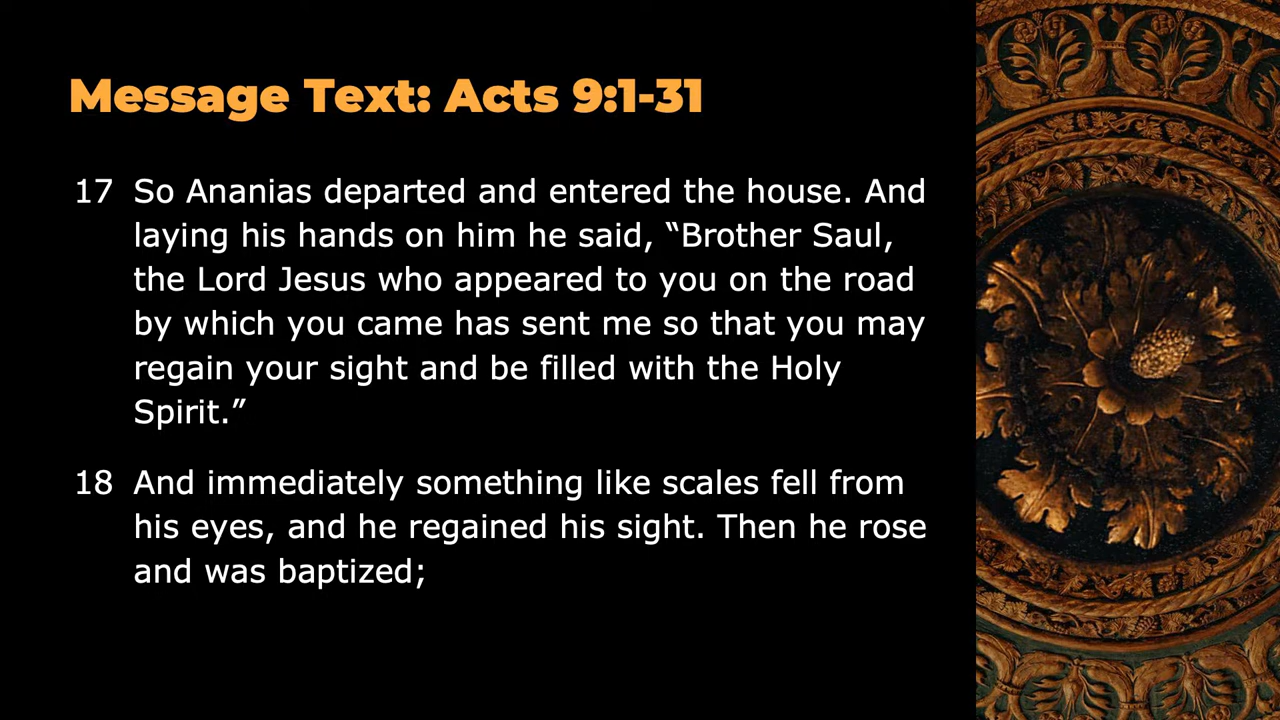 Message Text: Acts 9:1-31
17 So Ananias departed and entered the house. And
laying his hands on him he said, “Brother Saul,
the Lord Jesus who appeared to you on the road
by which you came has sent me so that you may
regain your sight and be filled with the Holy
Spirit.”
18 And immediately something like scales fell from
his eyes, and he regained his sight. Then he rose
and was baptized;